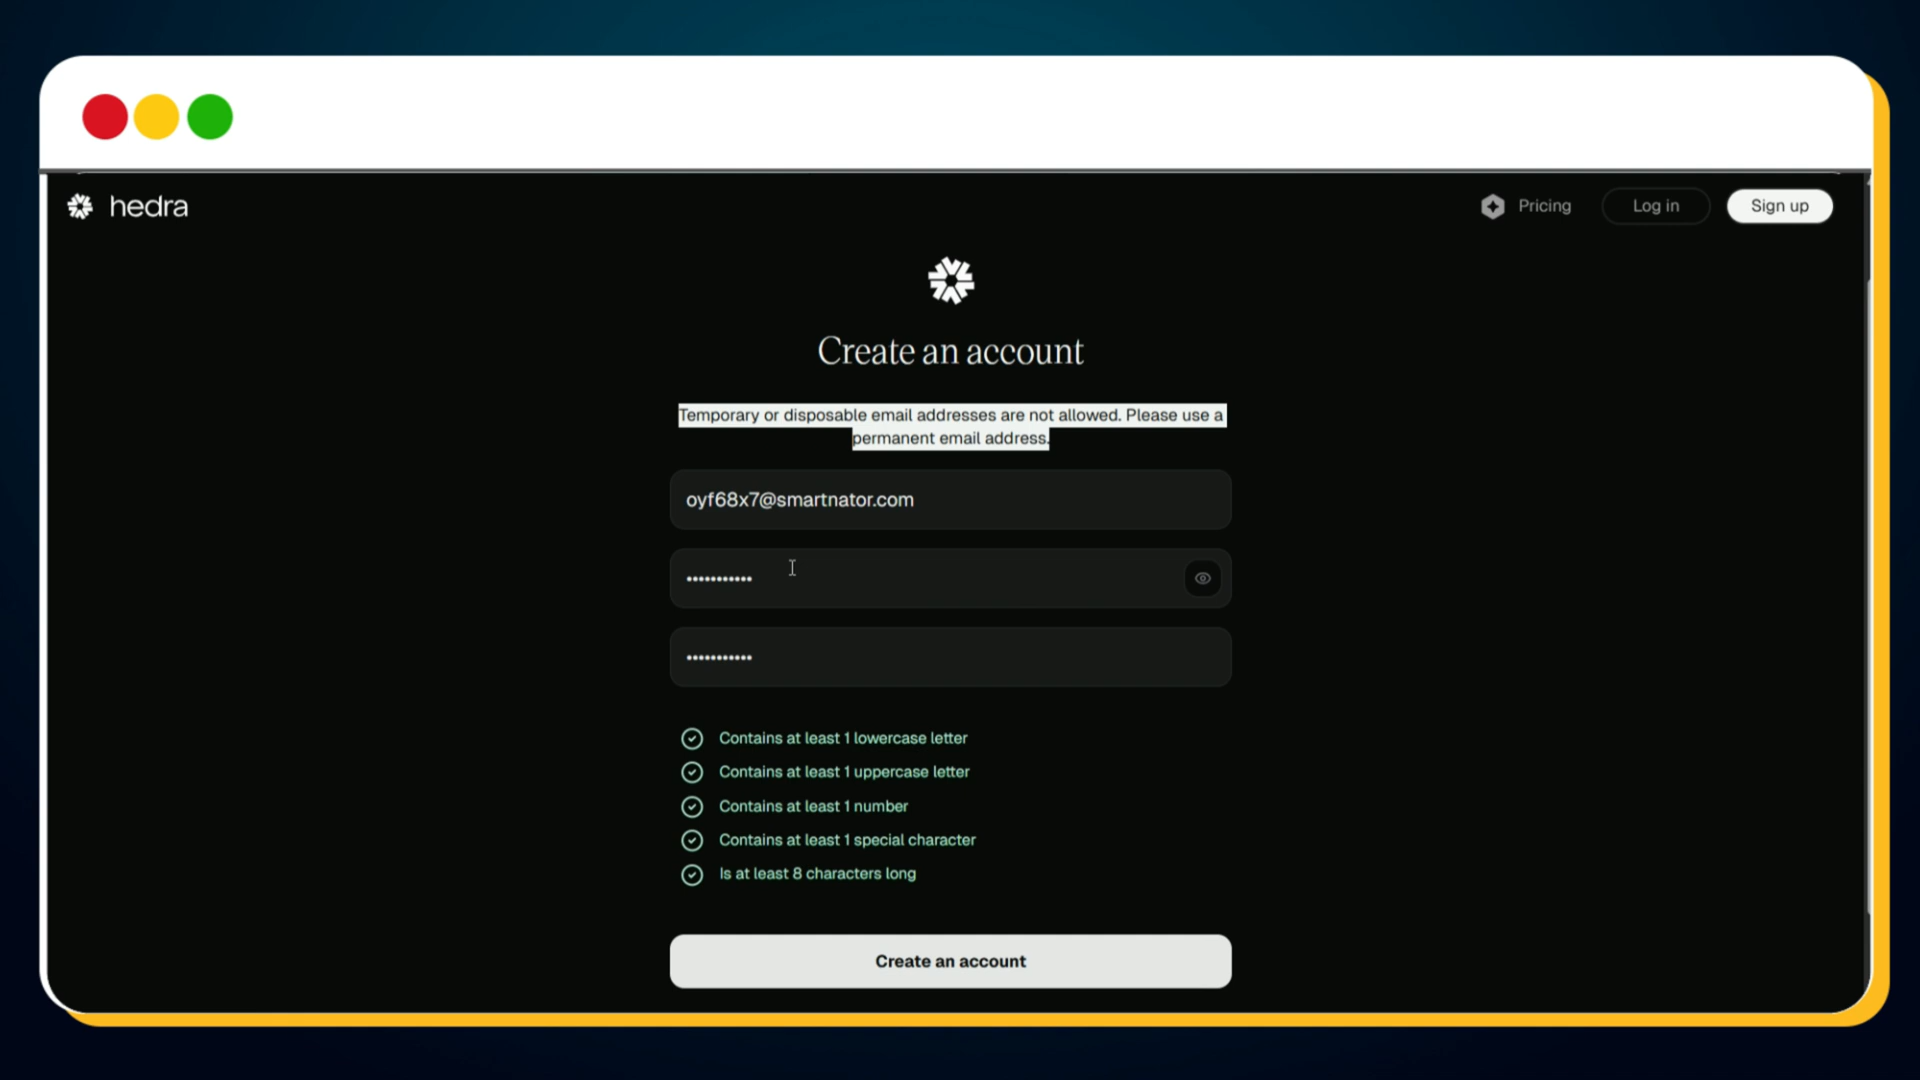 hedra
Pricing
Log in
Sign up
Create an account
Temporary or disposable email addresses are not allowed. Please use a
permanent email address.
oyf68x7@smartnator.com
•••••••••••
•••••••••••
Contains at least 1 lowercase letter
Contains at least 1 uppercase letter
Contains at least 1 number
Contains at least 1 special character
Is at least 8 characters long
Create an account